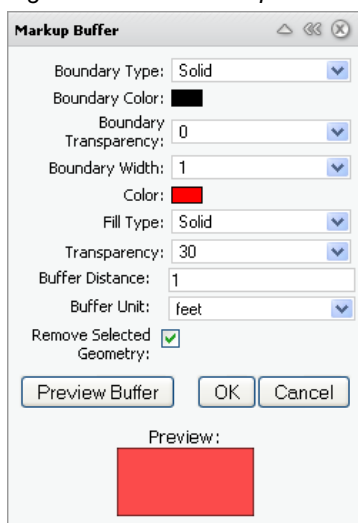 Markup Buffer
Boundary Type: Solid
Boundary Color:
Boundary
Transparency: 0
Boundary Width: 1
Color:
Fill Type: Solid
Transparency: 30
Buffer Distance: 1
Buffer Unit: feet
Remove Selected
Geometry:
Preview Buffer OK Cancel
Preview: